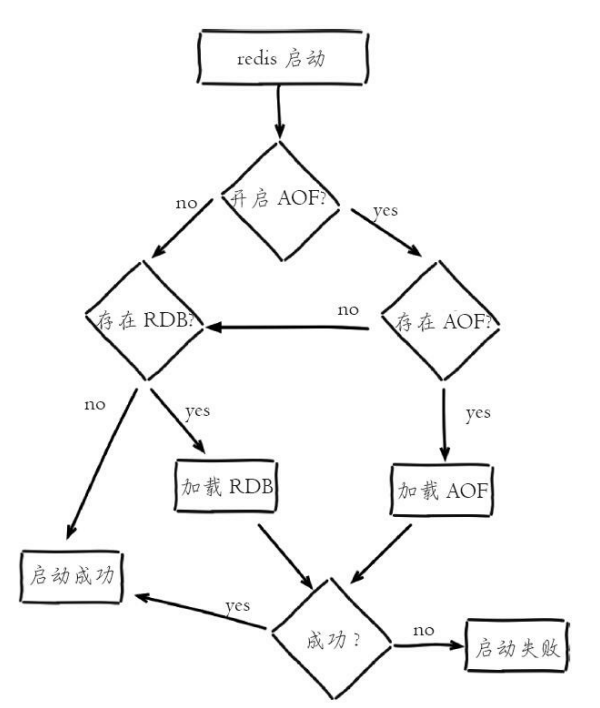 redis 启动
开启 AOF?
no
yes
存在 RDB?
no
存在 AOF?
no
yes
yes
加载 RDB
加载 AOF
启动成功
yes
成功？
no
启动失败